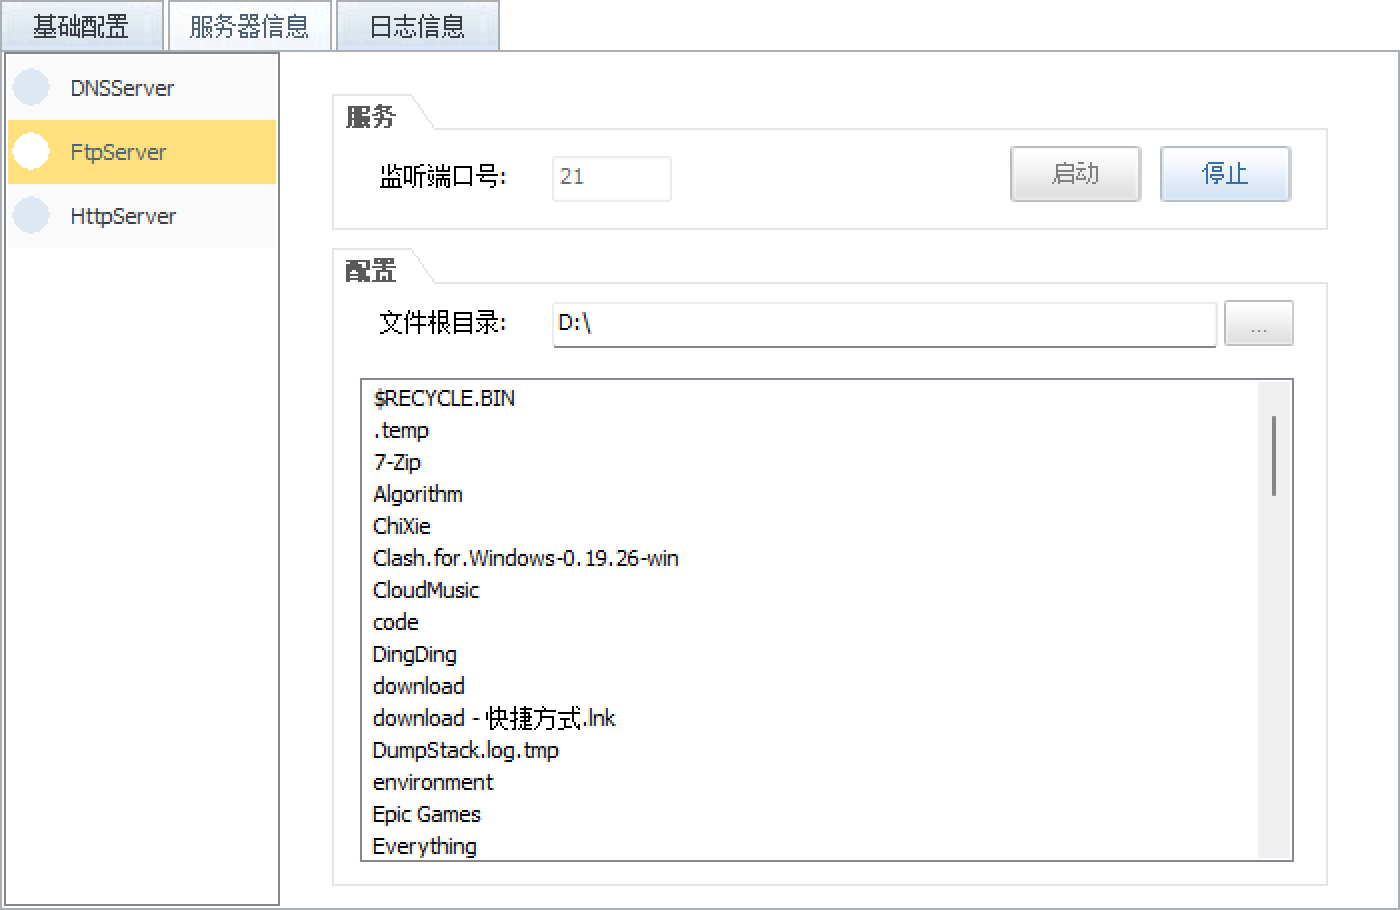 基础配置 服务器信息 日志信息
DNSServer
FtpServer
HttpServer
服务
监听端口号: 21 启动 停止
配置
文件根目录: D:\ ...
$RECYCLE.BIN
.temp
7-Zip
Algorithm
ChiXie
Clash.for.Windows-0.19.26-win
CloudMusic
code
DingDing
download
download - 快捷方式.lnk
DumpStack.log.tmp
environment
Epic Games
Everything